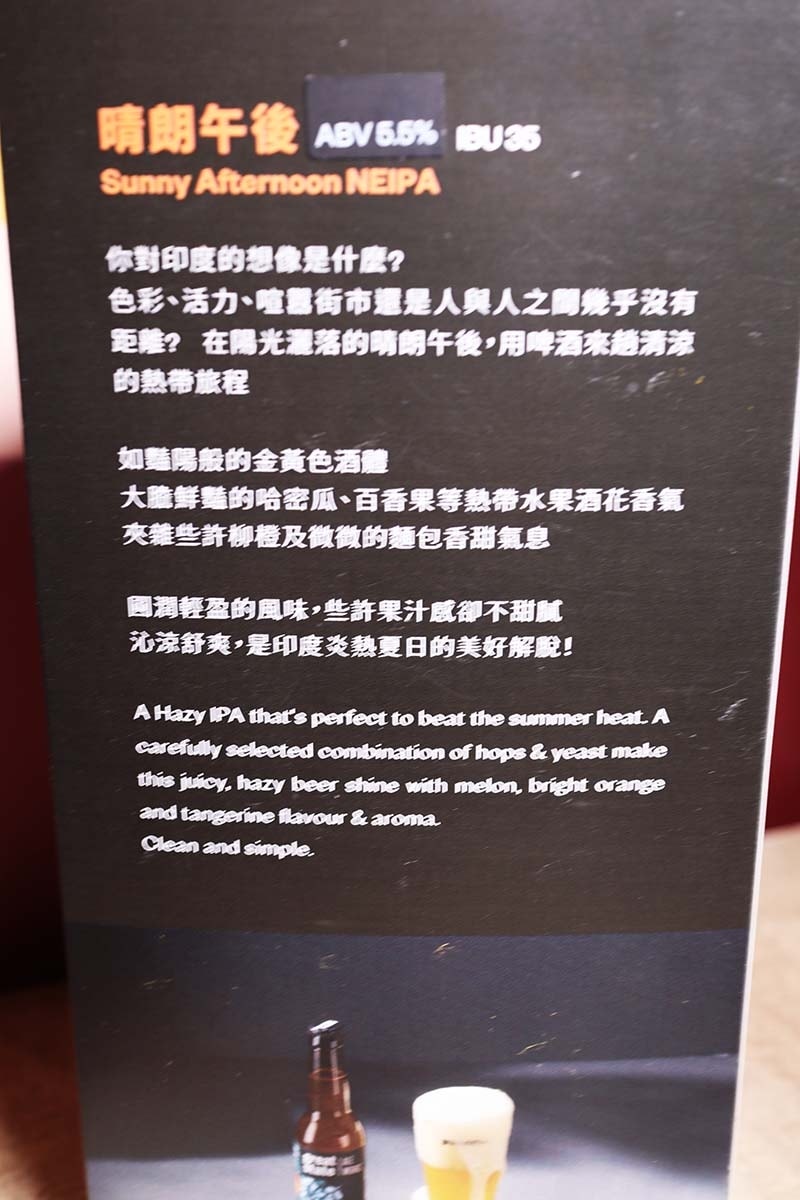 晴朗午後 ABV 5.5% IBU 35
Sunny Afternoon NEIPA
你對印度的想像是什麼?
色彩、活力、喧囂街市還是人與人之間幾乎沒有
距離? 在陽光灑落的晴朗午後,用啤酒來趟清涼
的熱帶旅程
如豔陽般的金黃色酒體
大膽鮮豔的哈密瓜、百香果等熱帶水果酒花香氣
夾雜些許柳橙及微微的麵包香甜氣息
圓潤輕盈的風味,些許果汁感卻不甜膩
沁涼舒爽,是印度炎熱夏日的美好解脫!
A Hazy IPA that's perfect to beat the summer heat. A
carefully selected combination of hops & yeast make
this juicy, hazy beer shine with melon, bright orange
and tangerine flavour & aroma.
Clean and simple.
great
State